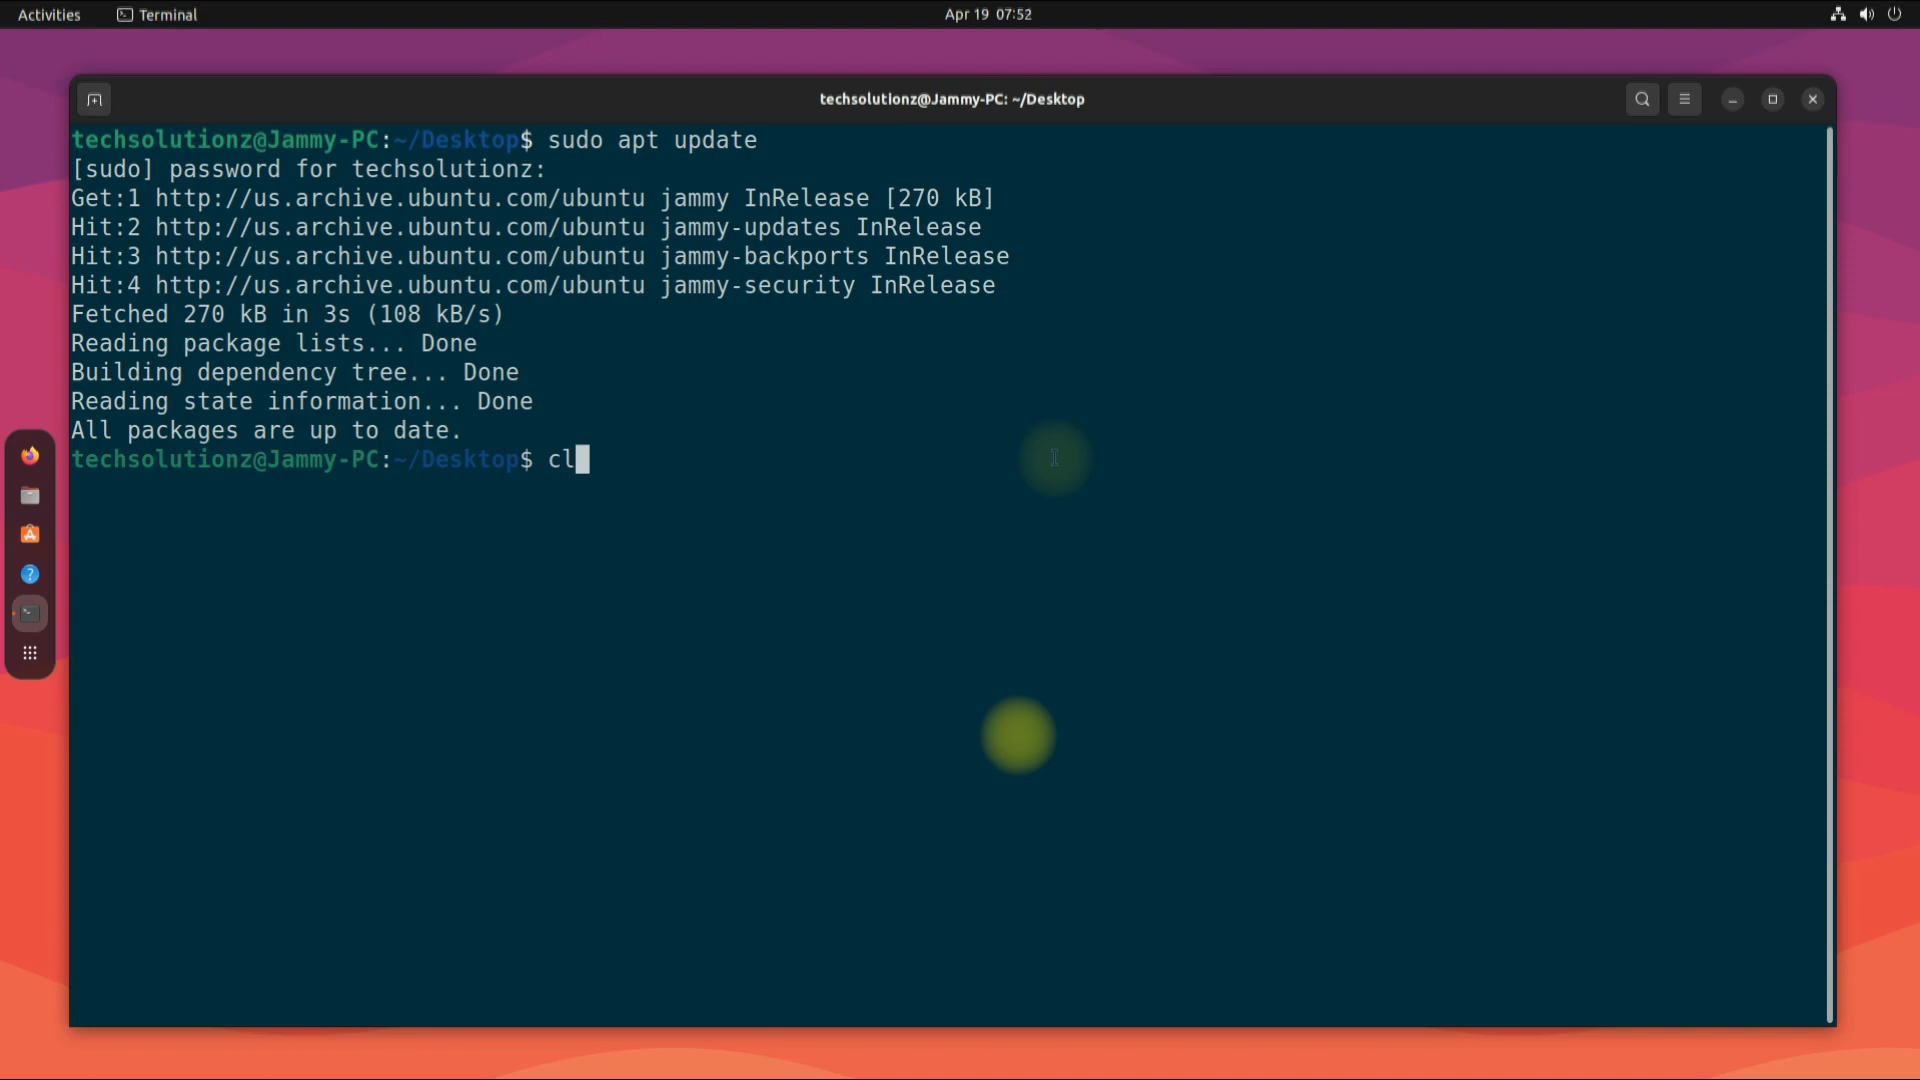 Activities
Terminal
Apr 19 07:52
techsolutionz@Jammy-PC: ~/Desktop
techsolutionz@Jammy-PC:~/Desktop$ sudo apt update
[sudo] password for techsolutionz:
Get:1 http://us.archive.ubuntu.com/ubuntu jammy InRelease [270 kB]
Hit:2 http://us.archive.ubuntu.com/ubuntu jammy-updates InRelease
Hit:3 http://us.archive.ubuntu.com/ubuntu jammy-backports InRelease
Hit:4 http://us.archive.ubuntu.com/ubuntu jammy-security InRelease
Fetched 270 kB in 3s (108 kB/s)
Reading package lists... Done
Building dependency tree... Done
Reading state information... Done
All packages are up to date.
techsolutionz@Jammy-PC:~/Desktop$ cl